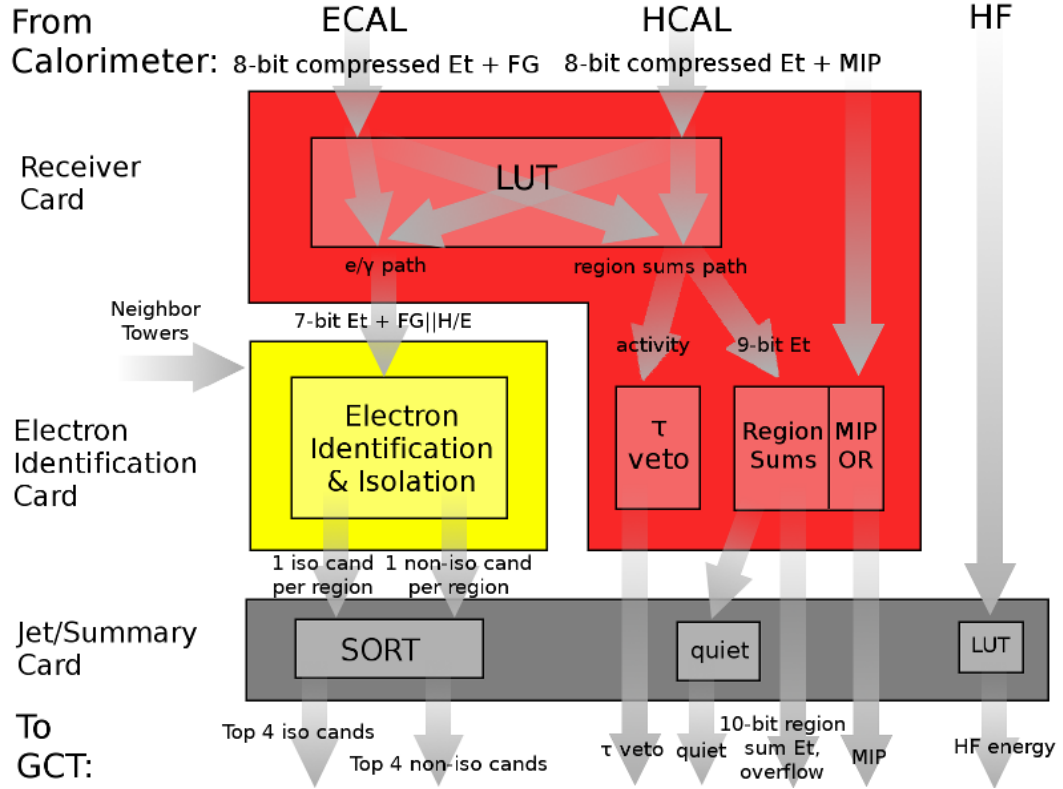 From
Calorimeter:
ECAL
HCAL
HF
8-bit compressed Et + FG
8-bit compressed Et + MIP
Receiver
Card
LUT
e/γ path
region sums path
Neighbor
Towers
7-bit Et + FG||H/E
activity
9-bit Et
Electron
Identification
Card
Electron
Identification
& Isolation
τ
veto
Region
Sums
MIP
OR
1 iso cand
per region
1 non-iso cand
per region
Jet/Summary
Card
SORT
quiet
LUT
To
GCT:
Top 4 iso cands
Top 4 non-iso cands
τ veto
quiet
10-bit region
sum Et,
overflow
MIP
HF energy